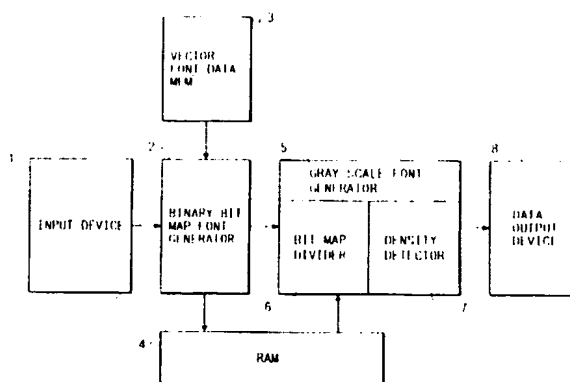 3
VECTOR
FONT DATA
MEM
1
2
5
8
INPUT DEVICE
BINARY BIT
MAP FONT
GENERATOR
GRAY SCALE FONT
GENERATOR
BIT MAP
DIVIDER
DENSITY
DETECTOR
DATA
OUTPUT
DEVICE
6
7
4
RAM